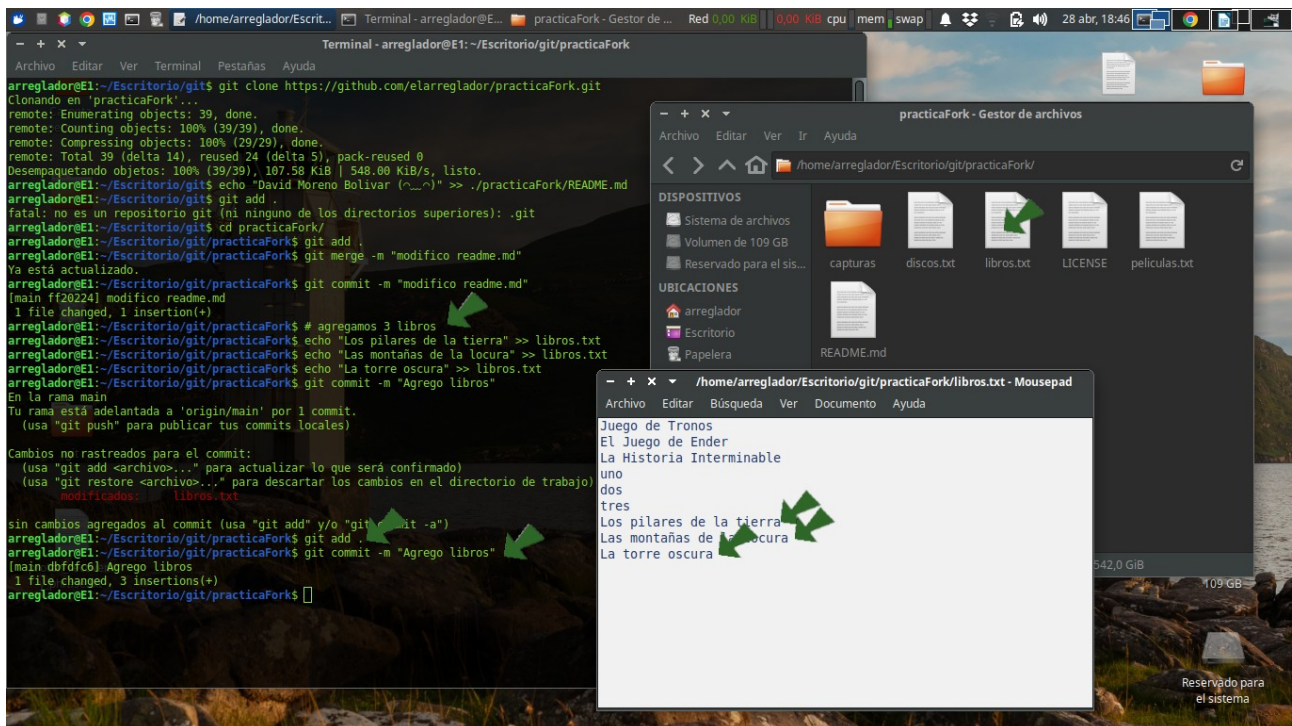 /home/arreglador/Escrit...
Terminal - arreglador@E...
practicaFork - Gestor de ...
Red 0,00 KiB
0,00 KiB
cpu
mem
swap
28 abr, 18:46
Terminal - arreglador@E1: ~/Escritorio/git/practicaFork
Archivo Editar Ver Terminal Pestañas Ayuda
arreglador@E1:~/Escritorio/git$ git clone https://github.com/elarreglador/practicaFork.git
Clonando en 'practicaFork'...
remote: Enumerating objects: 39, done.
remote: Counting objects: 100% (39/39), done.
remote: Compressing objects: 100% (29/29), done.
remote: Total 39 (delta 14), reused 24 (delta 5), pack-reused 0
Desempaquetando objetos: 100% (39/39), 107.58 KiB | 548.00 KiB/s, listo.
arreglador@E1:~/Escritorio/git$ echo "David Moreno Bolivar (^__^)" >> ./practicaFork/README.md
arreglador@E1:~/Escritorio/git$ git add .
fatal: no es un repositorio git (ni ninguno de los directorios superiores): .git
arreglador@E1:~/Escritorio/git$ cd practicaFork/
arreglador@E1:~/Escritorio/git/practicaFork$ git add .
arreglador@E1:~/Escritorio/git/practicaFork$ git merge -m "modifico readme.md"
Ya está actualizado.
arreglador@E1:~/Escritorio/git/practicaFork$ git commit -m "modifico readme.md"
[main ff20224] modifico readme.md
1 file changed, 1 insertion(+)
arreglador@E1:~/Escritorio/git/practicaFork$ # agregamos 3 libros
arreglador@E1:~/Escritorio/git/practicaFork$ echo "Los pilares de la tierra" >> libros.txt
arreglador@E1:~/Escritorio/git/practicaFork$ echo "Las montañas de la locura" >> libros.txt
arreglador@E1:~/Escritorio/git/practicaFork$ echo "La torre oscura" >> libros.txt
arreglador@E1:~/Escritorio/git/practicaFork$ git commit -m "Agrego libros"
En la rama main
Tu rama está adelantada a 'origin/main' por 1 commit.
(usa "git push" para publicar tus commits locales)
Cambios no rastreados para el commit:
(usa "git add <archivo>..." para actualizar lo que será confirmado)
(usa "git restore <archivo>..." para descartar los cambios en el directorio de trabajo)
modificados: libros.txt
sin cambios agregados al commit (usa "git add" y/o "git -a")
arreglador@E1:~/Escritorio/git/practicaFork$ git add .
arreglador@E1:~/Escritorio/git/practicaFork$ git commit -m "Agrego libros"
[main dbfdfc6] Agrego libros
1 file changed, 3 insertions(+)
arreglador@E1:~/Escritorio/git/practicaFork$
practicaFork - Gestor de archivos
Archivo Editar Ver Ir Ayuda
/home/arreglador/Escritorio/git/practicaFork/
DISPOSITIVOS
Sistema de archivos
Volumen de 109 GB
Reservado para el sis...
UBICACIONES
arreglador
Escritorio
Papelera
capturas
discos.txt
libros.txt
LICENSE
peliculas.txt
README.md
542,0 GiB
/home/arreglador/Escritorio/git/practicaFork/libros.txt - Mousepad
Archivo Editar Búsqueda Ver Documento Ayuda
Juego de Tronos
El Juego de Ender
La Historia Interminable
uno
dos
tres
Los pilares de la tierra
Las montañas de la locura
La torre oscura
109 GB
Reservado para
el sistema